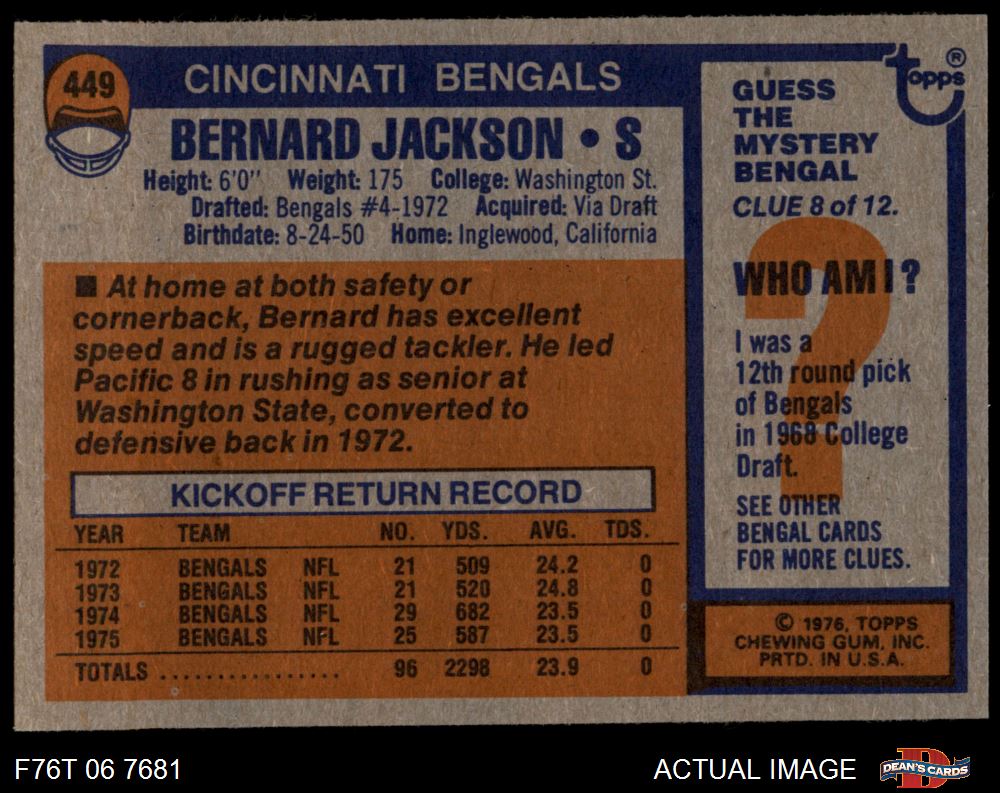 449
CINCINNATI BENGALS
BERNARD JACKSON • S
Height: 6'0" Weight: 175 College: Washington St.
Drafted: Bengals #4-1972 Acquired: Via Draft
Birthdate: 8-24-50 Home: Inglewood, California
■ At home at both safety or
cornerback, Bernard has excellent
speed and is a rugged tackler. He led
Pacific 8 in rushing as senior at
Washington State, converted to
defensive back in 1972.
KICKOFF RETURN RECORD
YEAR TEAM NO. YDS. AVG. TDS.
1972 BENGALS NFL 21 509 24.2 0
1973 BENGALS NFL 21 520 24.8 0
1974 BENGALS NFL 29 682 23.5 0
1975 BENGALS NFL 25 587 23.5 0
TOTALS ................ 96 2298 23.9 0
topps ®
GUESS
THE
MYSTERY
BENGAL
CLUE 8 of 12.
?
WHO AM I?
I was a
12th round pick
of Bengals
in 1968 College
Draft.
SEE OTHER
BENGAL CARDS
FOR MORE CLUES.
© 1976, TOPPS
CHEWING GUM, INC.
PRTD. IN U.S.A.
F76T 06 7681
ACTUAL IMAGE
D
DEAN'S CARDS